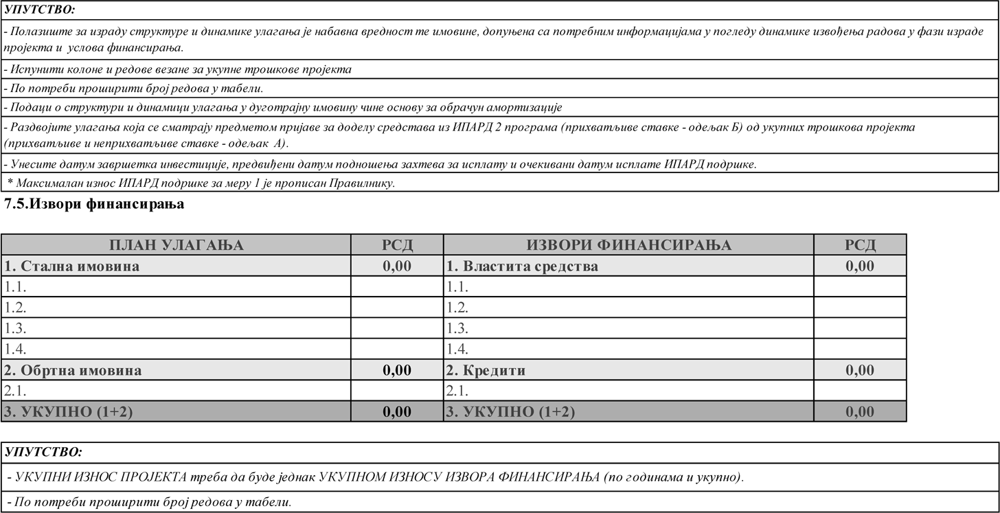 УПУТСТВО:
- Полазиште за израду структуре и динамике улагања је набавна вредност те имовине, допуњена са потребним информацијама у погледу динамике извођења радова у фази израде
пројекта и услова финансирања.
- Испунити колоне и редове везане за укупне трошкове пројекта
- По потреби проширити број редова у табели.
- Подаци о структури и динамици улагања у дуготрајну имовину чине основу за обрачун амортизације
- Раздвојите улагања која се сматрају предметом пријаве за доделу средстава из ИПАРД 2 програма (прихватљиве ставке - одељак Б) од укупних трошкова пројекта
(прихватљиве и неприхватљиве ставке - одељак А).
- Унесите датум завршетка инвестиције, предвиђени датум подношења захтева за исплату и очекивани датум исплате ИПАРД подршке.
* Максималан износ ИПАРД подршке за меру 1 је прописан Правилнику.
7.5.Извори финансирања
ПЛАН УЛАГАЊА РСД ИЗВОРИ ФИНАНСИРАЊА РСД
1. Стална имовина 0,00 1. Властита средства 0,00
1.1. 1.1.
1.2. 1.2.
1.3. 1.3.
1.4. 1.4.
2. Обртна имовина 0,00 2. Кредити 0,00
2.1. 2.1.
3. УКУПНО (1+2) 0,00 3. УКУПНО (1+2) 0,00
УПУТСТВО:
- УКУПНИ ИЗНОС ПРОЈЕКТА треба да буде једнак УКУПНОМ ИЗНОСУ ИЗВОРА ФИНАНСИРАЊА (по годинама и укупно).
- По потреби проширити број редова у табели.